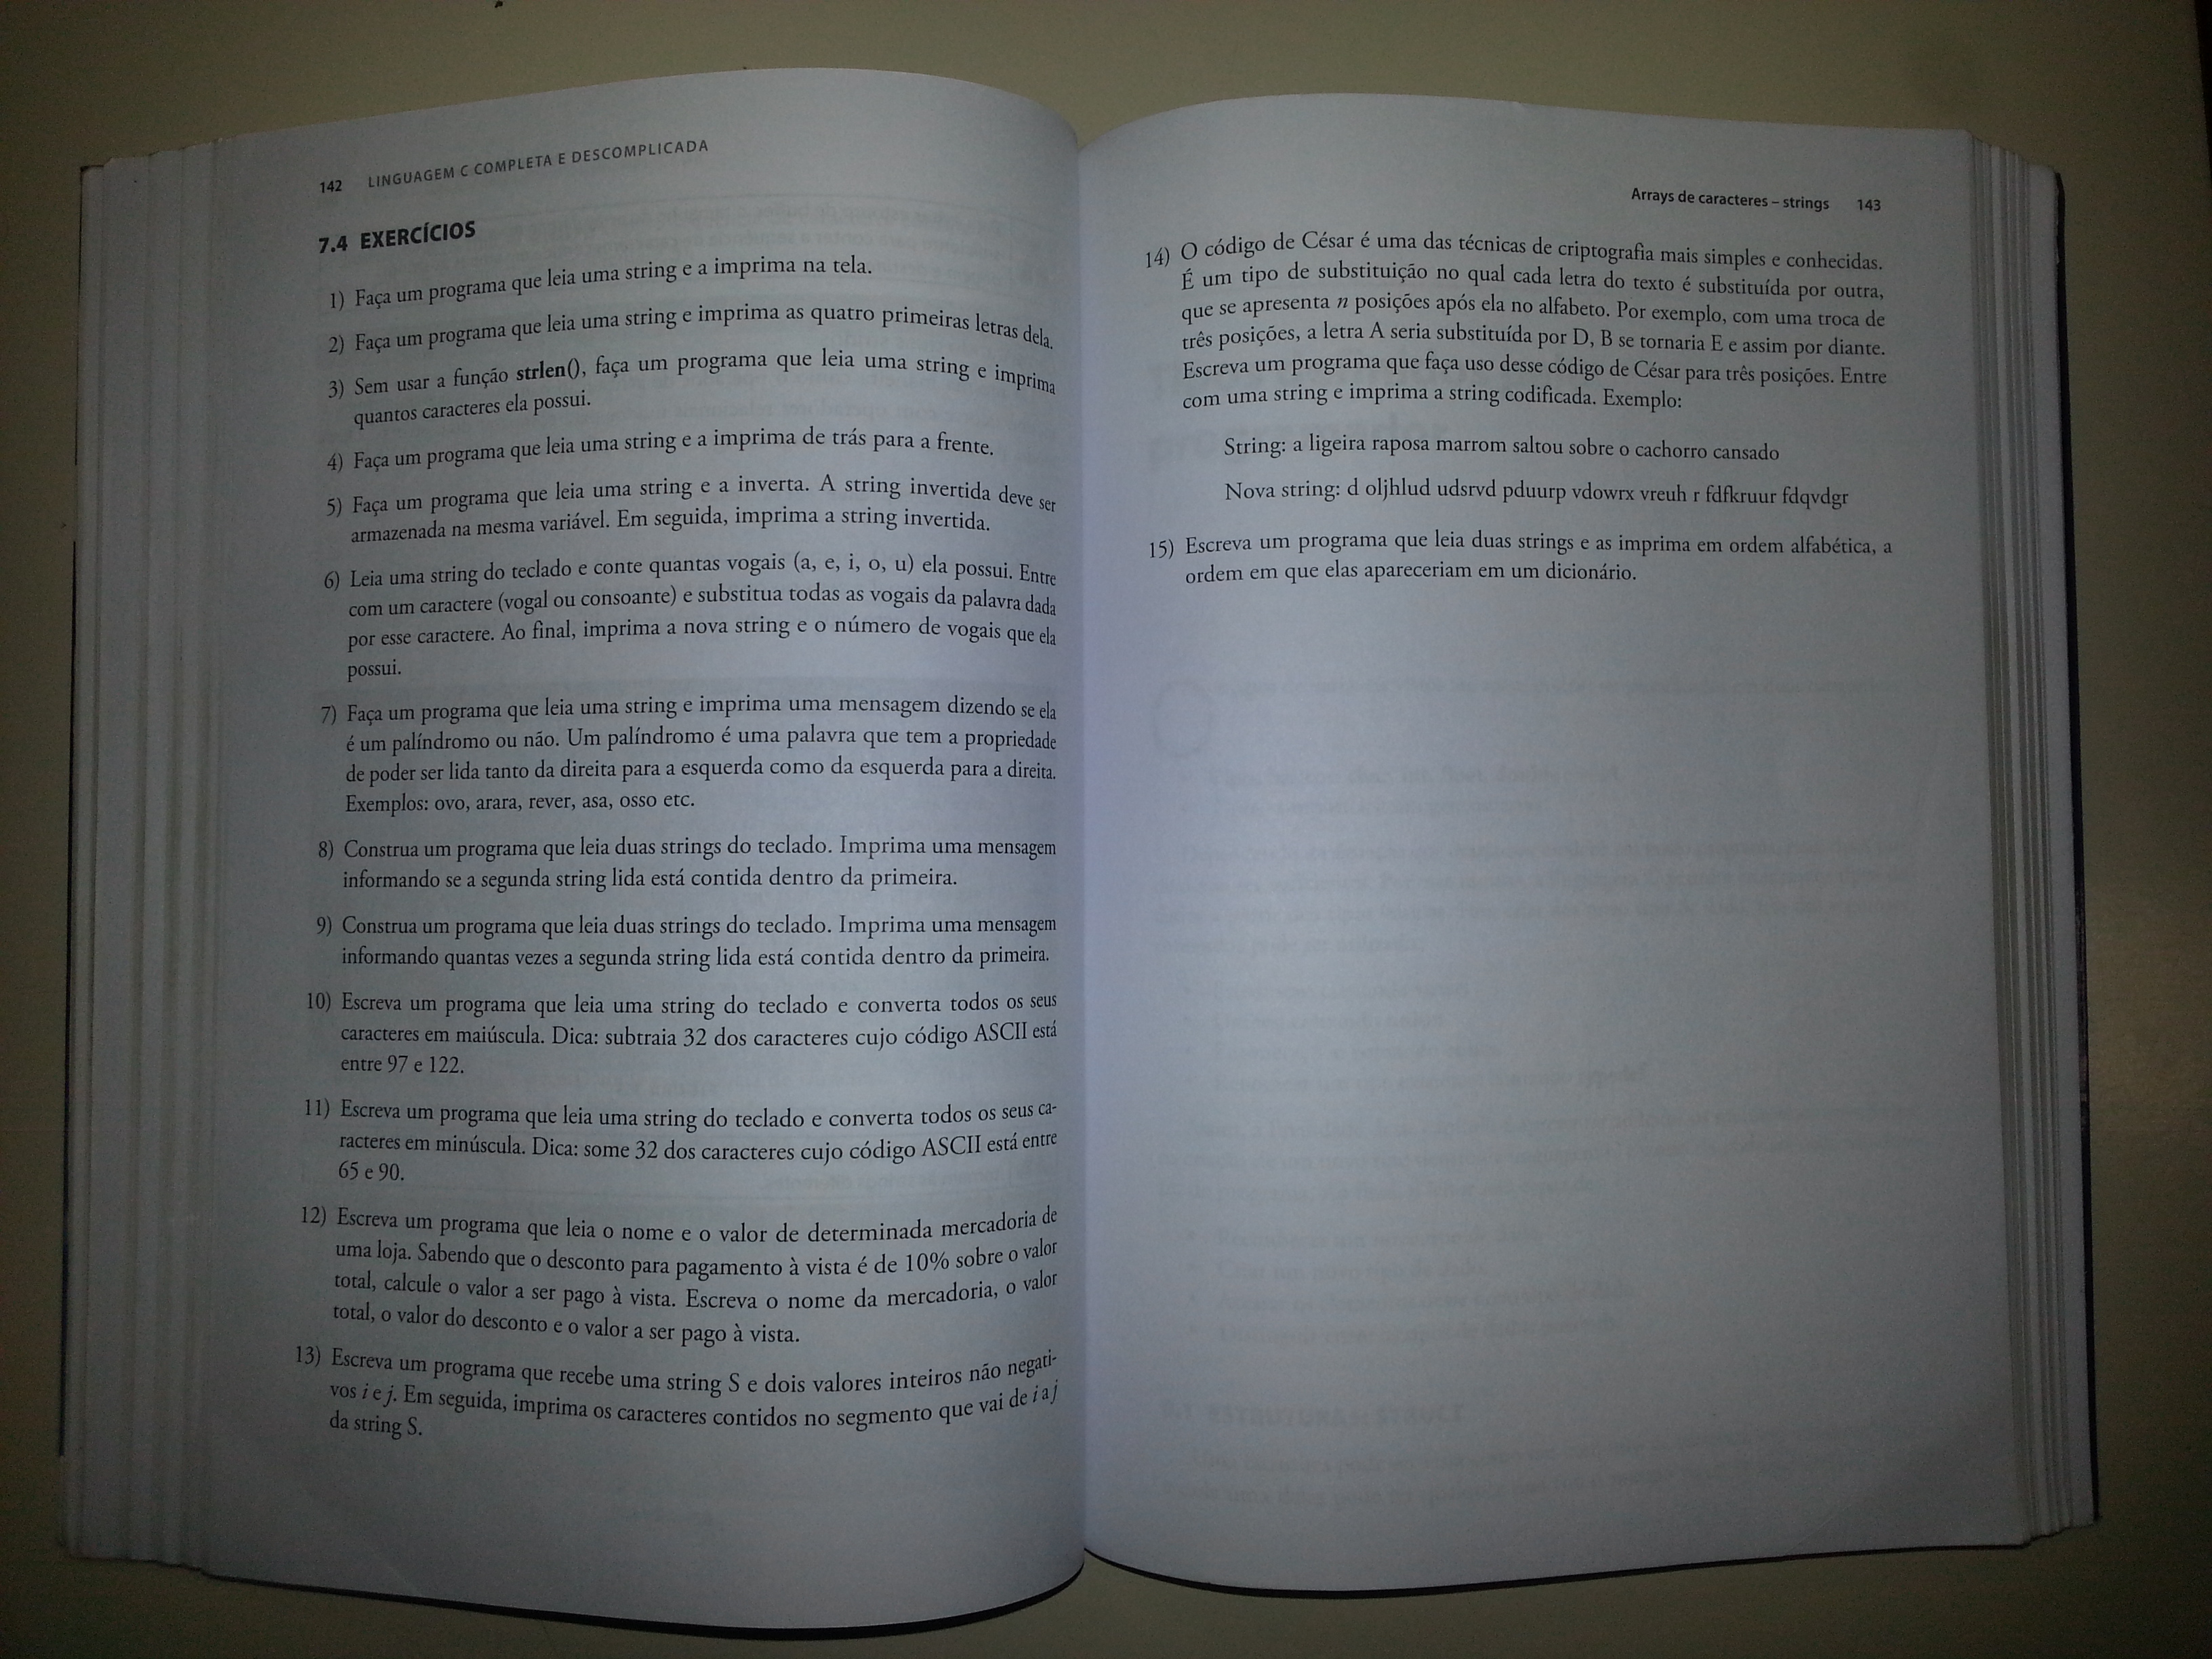 142 LINGUAGEM C COMPLETA E DESCOMPLICADA
7.4 EXERCÍCIOS
1) Faça um programa que leia uma string e a imprima na tela.
2) Faça um programa que leia uma string e imprima as quatro primeiras letras dela.
3) Sem usar a função strlen(), faça um programa que leia uma string e imprima
quantos caracteres ela possui.
4) Faça um programa que leia uma string e a imprima de trás para a frente.
5) Faça um programa que leia uma string e a inverta. A string invertida deve ser
armazenada na mesma variável. Em seguida, imprima a string invertida.
6) Leia uma string do teclado e conte quantas vogais (a, e, i, o, u) ela possui. Entre
com um caractere (vogal ou consoante) e substitua todas as vogais da palavra dada
por esse caractere. Ao final, imprima a nova string e o número de vogais que ela
possui.
7) Faça um programa que leia uma string e imprima uma mensagem dizendo se ela
é um palíndromo ou não. Um palíndromo é uma palavra que tem a propriedade
de poder ser lida tanto da direita para a esquerda como da esquerda para a direita.
Exemplos: ovo, arara, rever, asa, osso etc.
8) Construa um programa que leia duas strings do teclado. Imprima uma mensagem
informando se a segunda string lida está contida dentro da primeira.
9) Construa um programa que leia duas strings do teclado. Imprima uma mensagem
informando quantas vezes a segunda string lida está contida dentro da primeira.
10) Escreva um programa que leia uma string do teclado e converta todos os seus
caracteres em maiúscula. Dica: subtraia 32 dos caracteres cujo código ASCII está
entre 97 e 122.
11) Escreva um programa que leia uma string do teclado e converta todos os seus ca-
racteres em minúscula. Dica: some 32 dos caracteres cujo código ASCII está entre
65 e 90.
12) Escreva um programa que leia o nome e o valor de determinada mercadoria de
uma loja. Sabendo que o desconto para pagamento à vista é de 10% sobre o valor
total, calcule o valor a ser pago à vista. Escreva o nome da mercadoria, o valor
total, o valor do desconto e o valor a ser pago à vista.
13) Escreva um programa que recebe uma string S e dois valores inteiros não negati-
vos i e j. Em seguida, imprima os caracteres contidos no segmento que vai de i a j
da string S.
Arrays de caracteres – strings 143
14) O código de César é uma das técnicas de criptografia mais simples e conhecidas.
É um tipo de substituição no qual cada letra do texto é substituída por outra,
que se apresenta n posições após ela no alfabeto. Por exemplo, com uma troca de
três posições, a letra A seria substituída por D, B se tornaria E e assim por diante.
Escreva um programa que faça uso desse código de César para três posições. Entre
com uma string e imprima a string codificada. Exemplo:
String: a ligeira raposa marrom saltou sobre o cachorro cansado
Nova string: d oljhlud udsrvd pduurp vdowrx vreuh r fdfkruur fdqvdgr
15) Escreva um programa que leia duas strings e as imprima em ordem alfabética, a
ordem em que elas apareceriam em um dicionário.